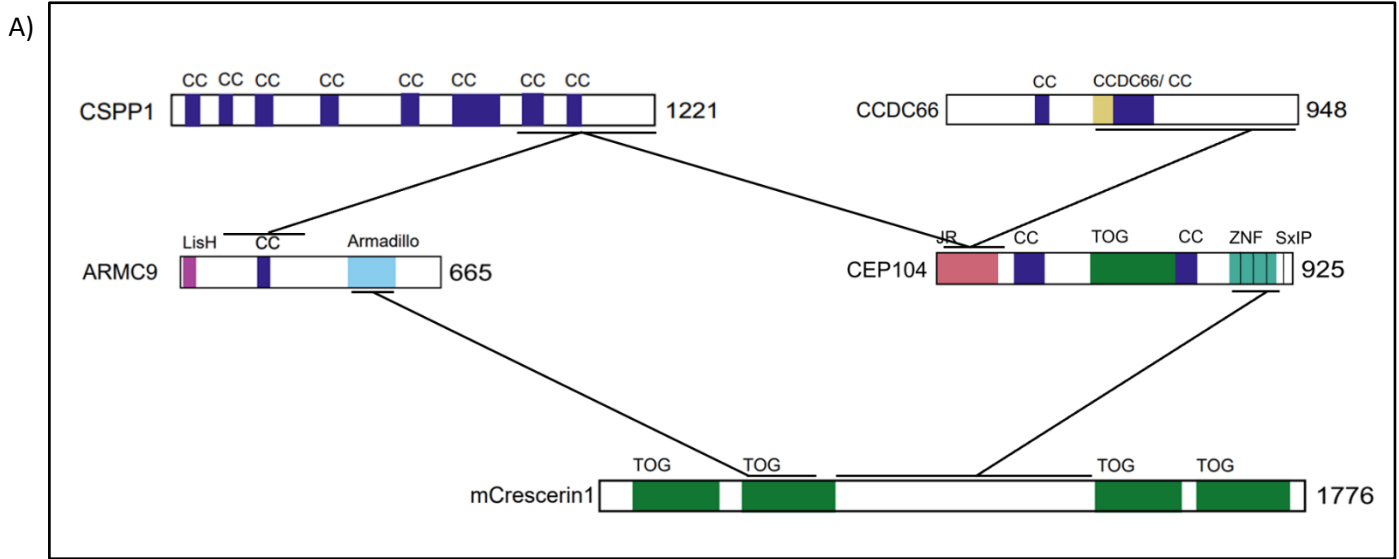 A)
CC CC CC CC CC CC CC CC
CSPP1 1221
CC CCDC66/ CC
CCDC66 948
LisH CC Armadillo
ARMC9 665
JR CC TOG CC ZNF SxIP
CEP104 925
TOG TOG TOG TOG
mCrescerin1 1776